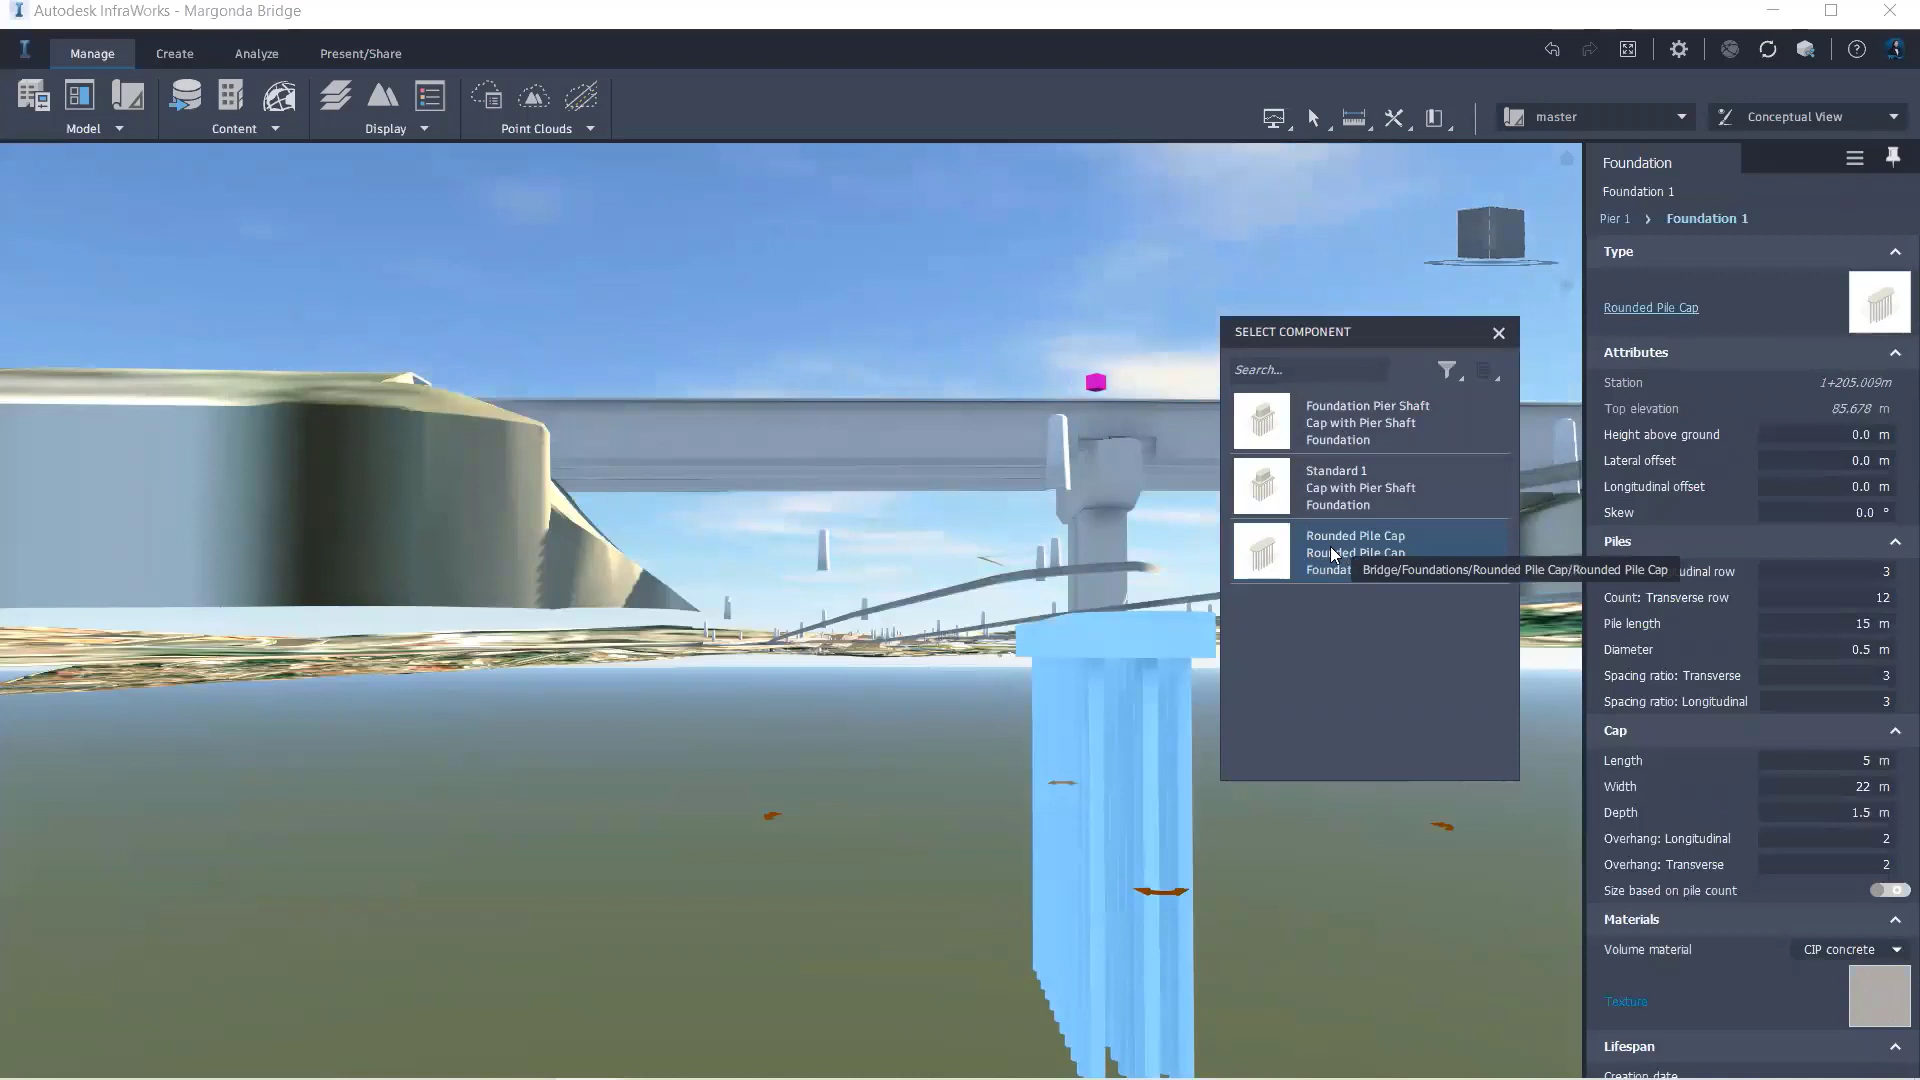 Autodesk InfraWorks - Margonda Bridge
Manage
Create
Analyze
Present/Share
Model
Content
Display
Point Clouds
master
Conceptual View
Foundation
Foundation 1
Pier 1
Foundation 1
Type
Rounded Pile Cap
Attributes
Station 1+205.009m
Top elevation 85.678 m
Height above ground 0.0 m
Lateral offset 0.0 m
Longitudinal offset 0.0 m
Skew 0.0 °
Piles
udinal row 3
Count: Transverse row 12
Pile length 15 m
Diameter 0.5 m
Spacing ratio: Transverse 3
Spacing ratio: Longitudinal 3
Cap
Length 5 m
Width 22 m
Depth 1.5 m
Overhang: Longitudinal 2
Overhang: Transverse 2
Size based on pile count
Materials
Volume material CIP concrete
Texture
Lifespan
Creation date
SELECT COMPONENT
Search...
Foundation Pier Shaft
Cap with Pier Shaft
Foundation
Standard 1
Cap with Pier Shaft
Foundation
Rounded Pile Cap
Rounded Pile Cap
Foundat
Bridge/Foundations/Rounded Pile Cap/Rounded Pile Cap